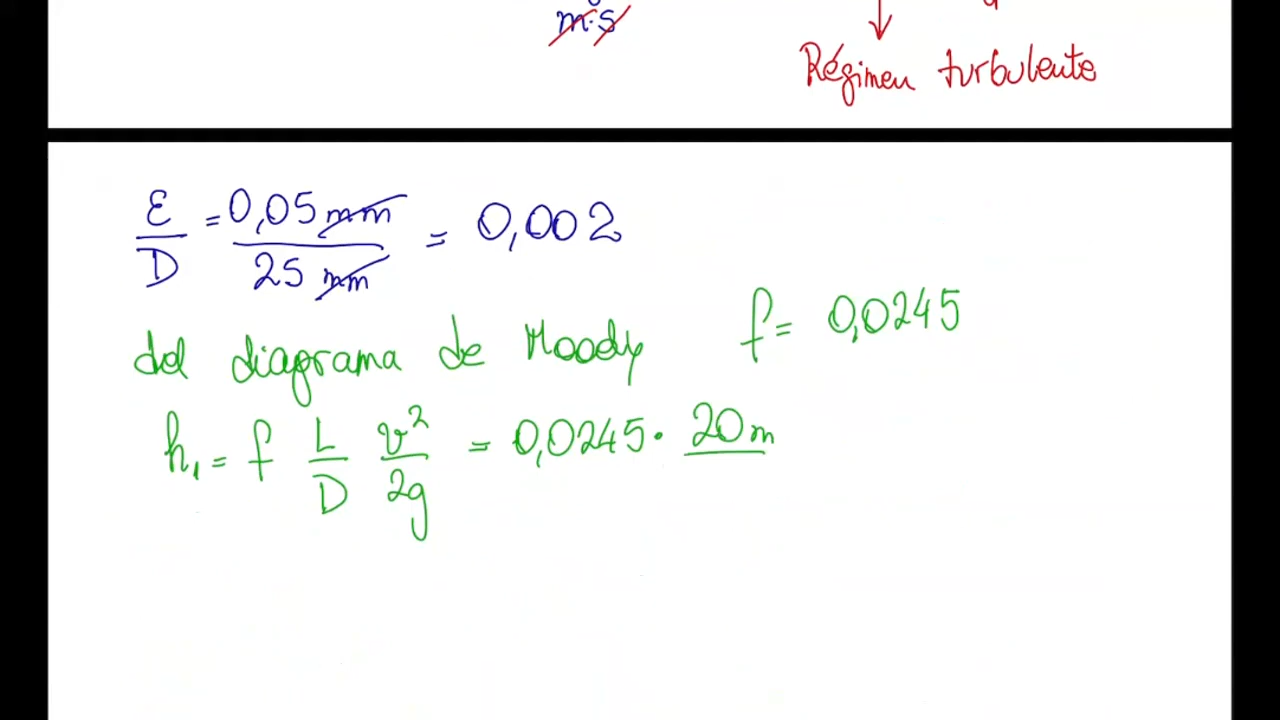 m·s
Régimen turbulento
ε/D = 0,05 mm / 25 mm = 0,002
del diagrama de Moody f = 0,0245
h₁ = f L/D v²/2g = 0,0245 · 20 m